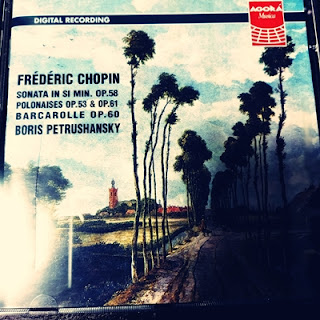 DIGITAL RECORDING
AGORÁ
Musica
FRÉDÉRIC CHOPIN
SONATA IN SI MIN. OP.58
POLONAISES OP.53 & OP.61
BARCAROLLE OP.60
BORIS PETRUSHANSKY